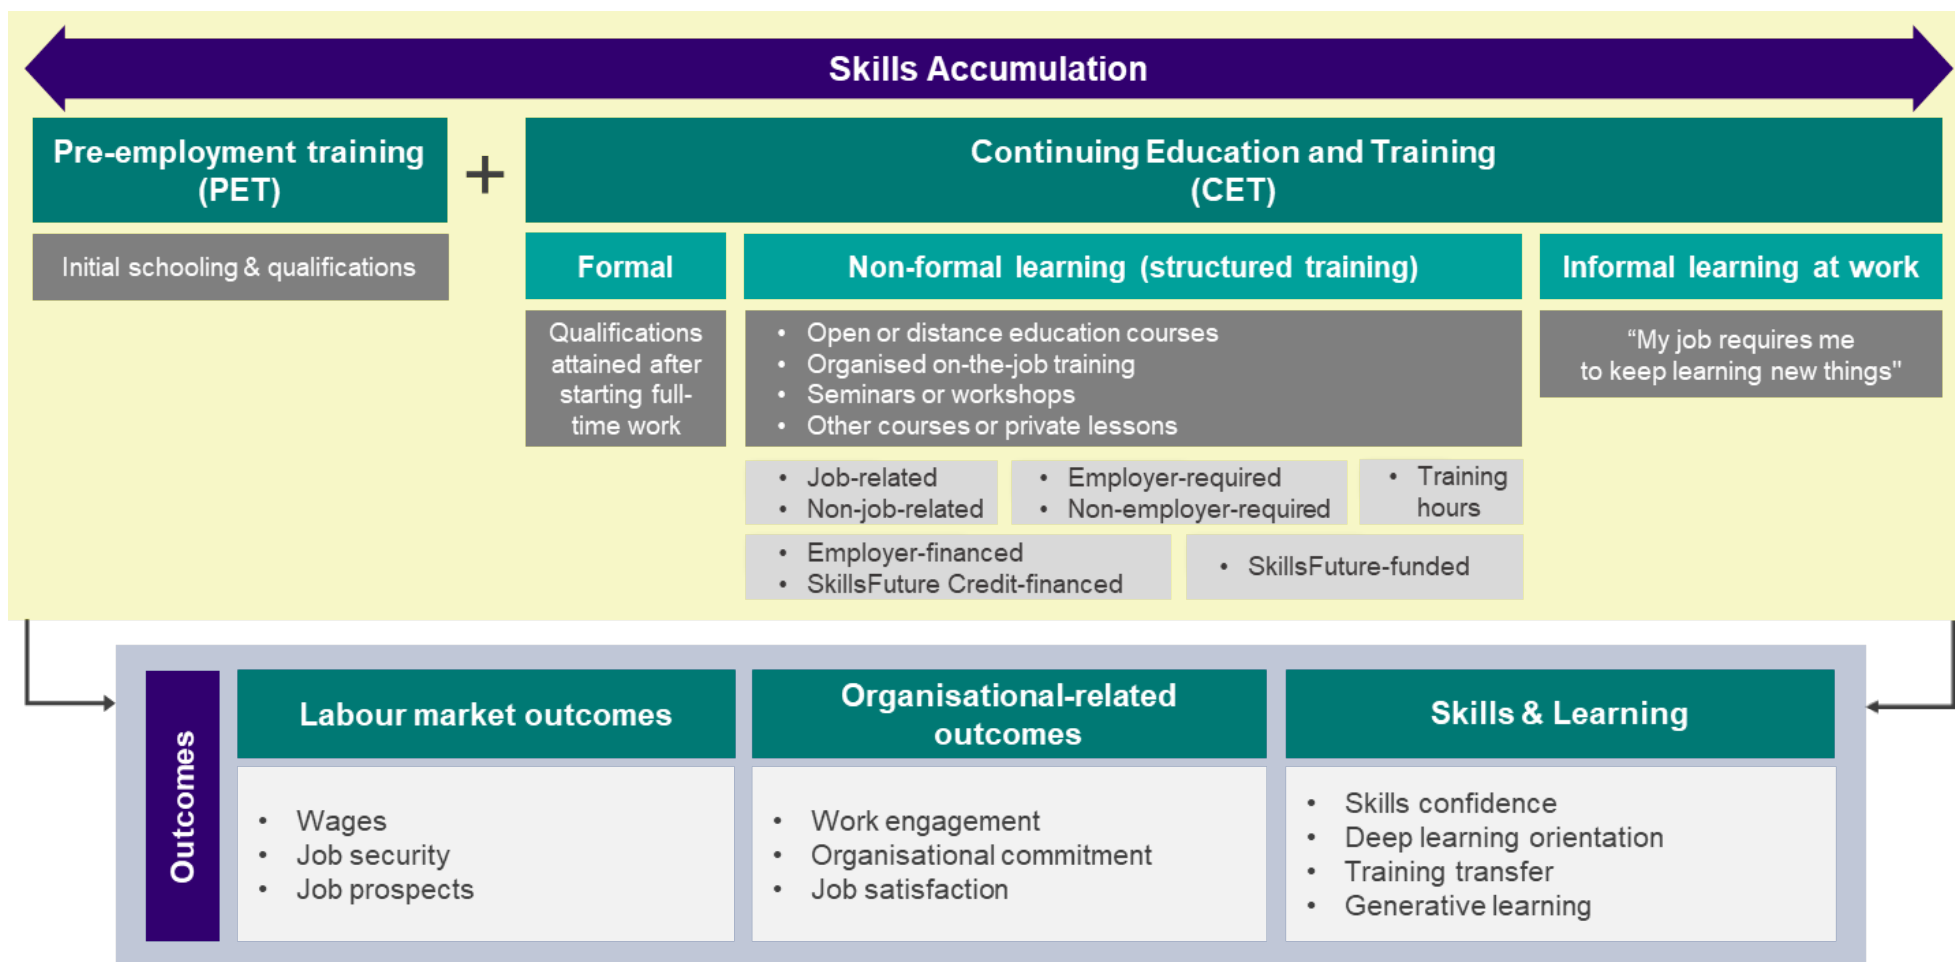 Skills Accumulation
Pre-employment training
(PET)
+
Continuing Education and Training
(CET)
Initial schooling & qualifications
Formal
Non-formal learning (structured training)
Informal learning at work
Qualifications
attained after
starting full-
time work
• Open or distance education courses
• Organised on-the-job training
• Seminars or workshops
• Other courses or private lessons
“My job requires me
to keep learning new things"
• Job-related
• Non-job-related
• Employer-required
• Non-employer-required
• Training
hours
• Employer-financed
• SkillsFuture Credit-financed
• SkillsFuture-funded
Outcomes
Labour market outcomes
Organisational-related
outcomes
Skills & Learning
• Wages
• Job security
• Job prospects
• Work engagement
• Organisational commitment
• Job satisfaction
• Skills confidence
• Deep learning orientation
• Training transfer
• Generative learning